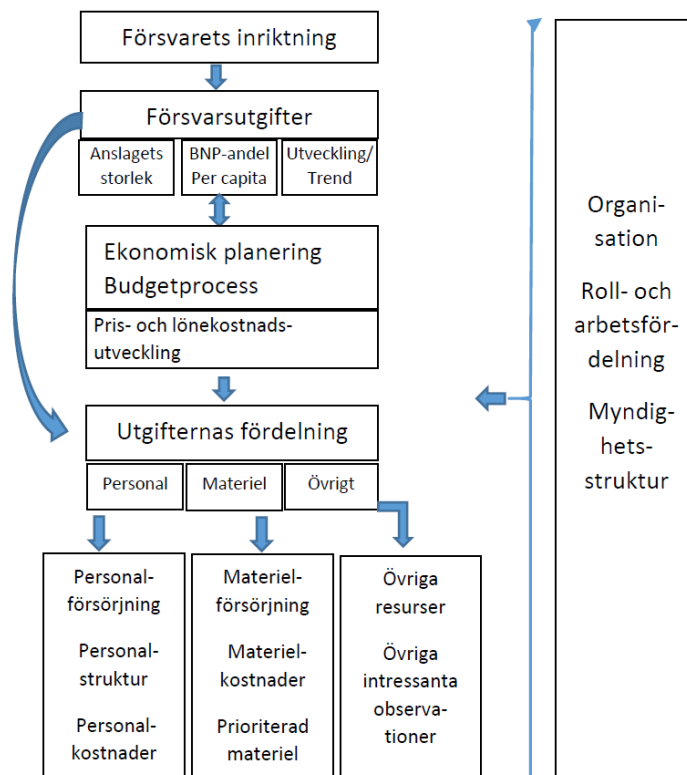 Försvarets inriktning
Försvarsutgifter
Anslagets
storlek
BNP-andel
Per capita
Utveckling/
Trend
Ekonomisk planering
Budgetprocess
Pris- och lönekostnads-
utveckling
Utgifternas fördelning
Personal
Materiel
Övrigt
Personal-
försörjning
Personal-
struktur
Personal-
kostnader
Materiel-
försörjning
Materiel-
kostnader
Prioriterad
materiel
Övriga
resurser
Övriga
intressanta
observa-
tioner
Organi-
sation
Roll- och
arbetsför-
delning
Myndig-
hets-
struktur